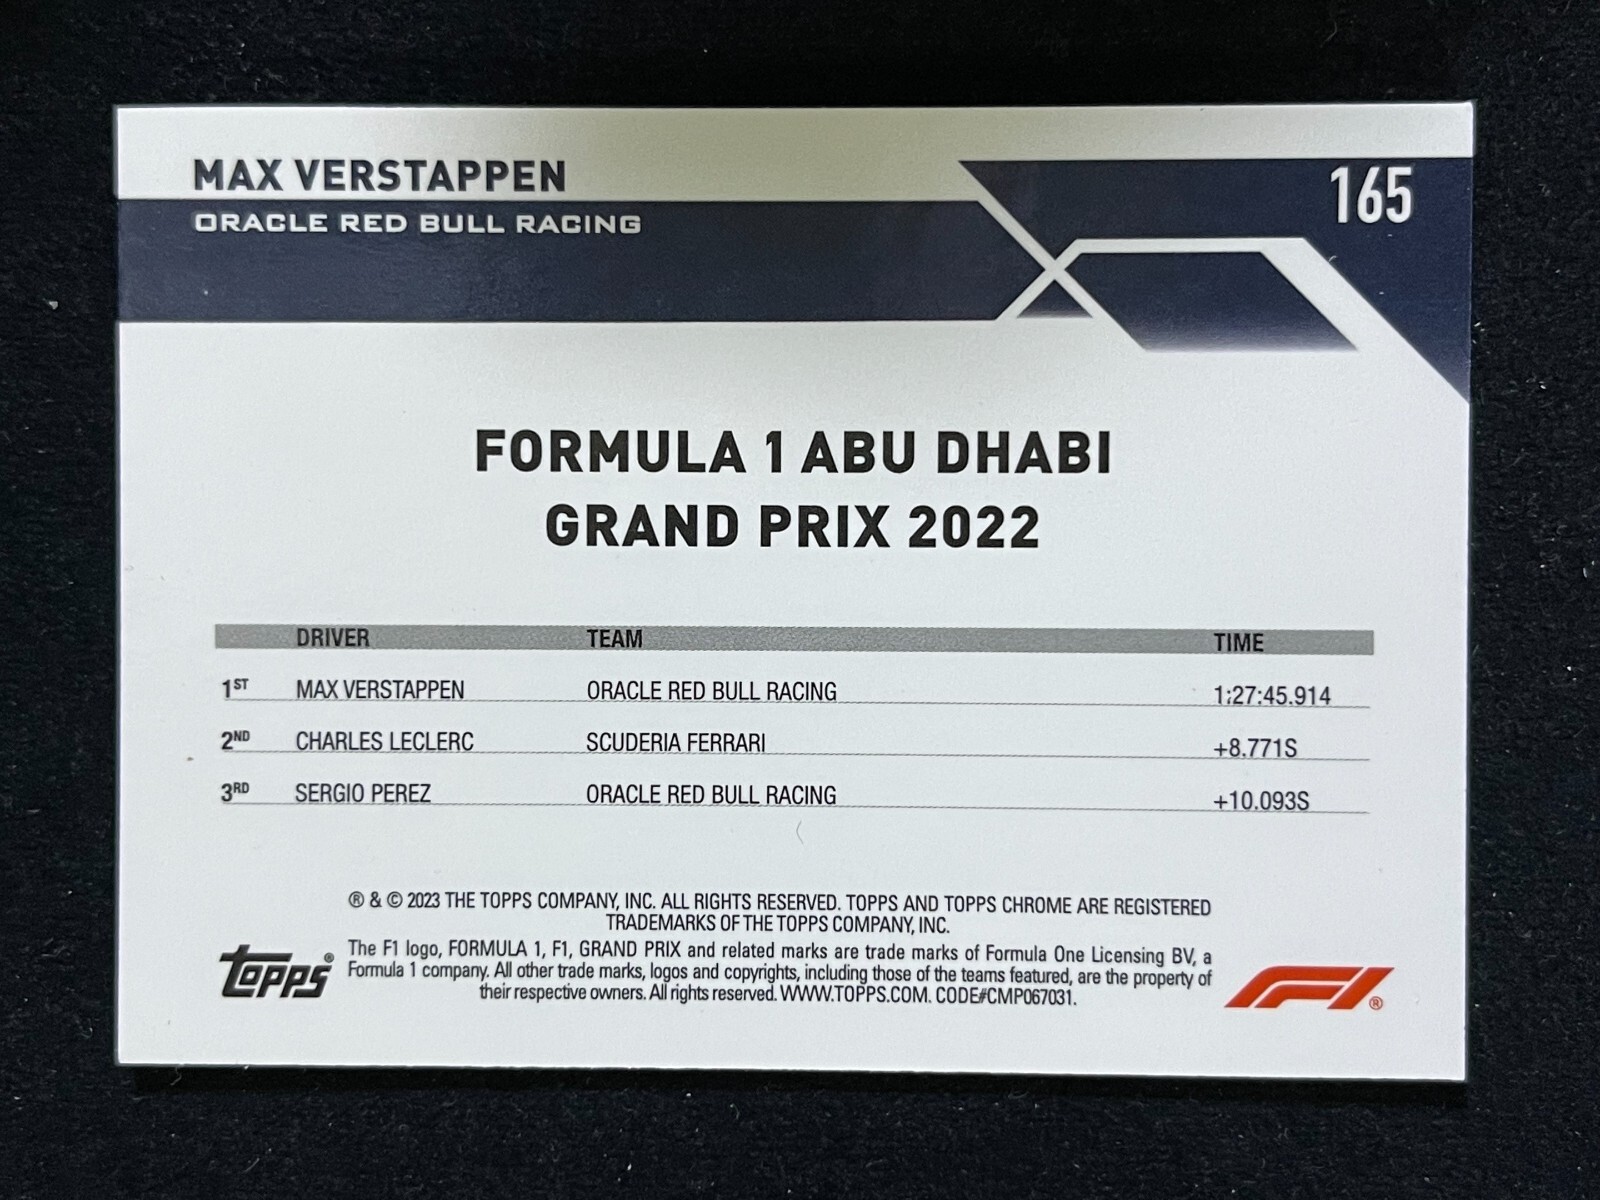 MAX VERSTAPPEN
165
ORACLE RED BULL RACING
FORMULA 1 ABU DHABI
GRAND PRIX 2022
DRIVER TEAM TIME
1ST MAX VERSTAPPEN ORACLE RED BULL RACING 1:27:45.914
2ND CHARLES LECLERC SCUDERIA FERRARI +8.771S
3RD SERGIO PEREZ ORACLE RED BULL RACING +10.093S
® & © 2023 THE TOPPS COMPANY, INC. ALL RIGHTS RESERVED. TOPPS AND TOPPS CHROME ARE REGISTERED
TRADEMARKS OF THE TOPPS COMPANY, INC.
The F1 logo, FORMULA 1, F1, GRAND PRIX and related marks are trade marks of Formula One Licensing BV, a
Formula 1 company. All other trade marks, logos and copyrights, including those of the teams featured, are the property of
their respective owners. All rights reserved. WWW.TOPPS.COM. CODE#CMP067031.
topps®
F1®